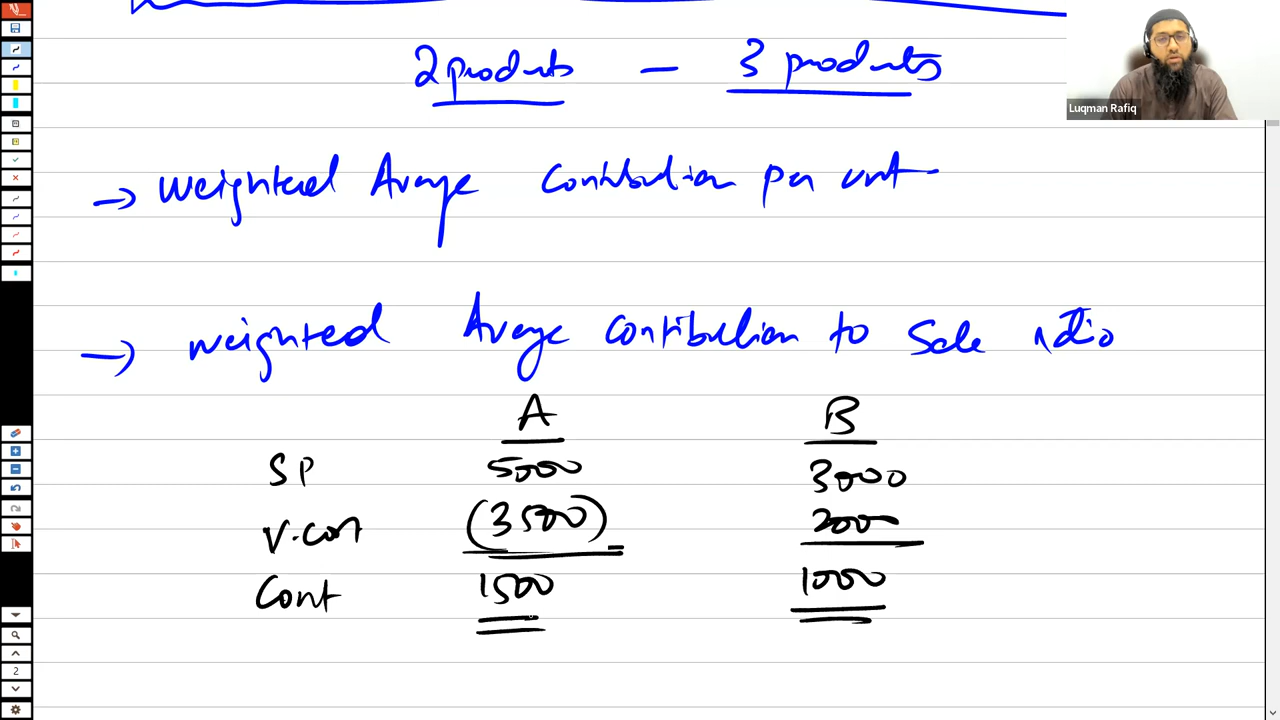 2 products – 3 products
Luqman Rafiq
→ weighted Average contribution per unit
→ weighted Average contribution to Sale ratio
A B
SP 5000 3000
V.cost (3500) 2000
Cont 1500 1000
2